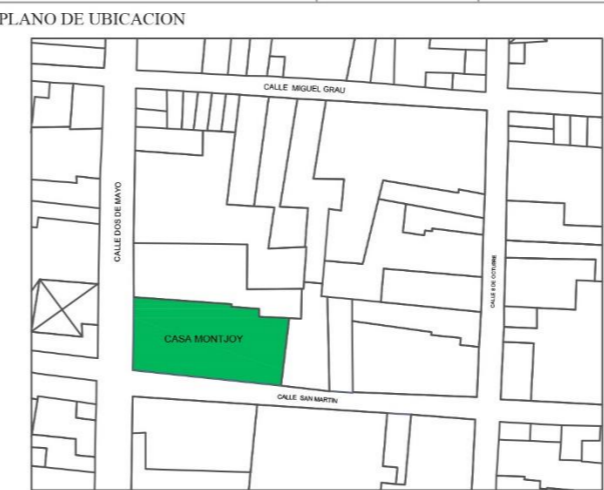 PLANO DE UBICACION
CALLE MIGUEL GRAU
CALLE DOS DE MAYO
CALLE 8 DE OCTUBRE
CASA MONTJOY
CALLE SAN MARTIN